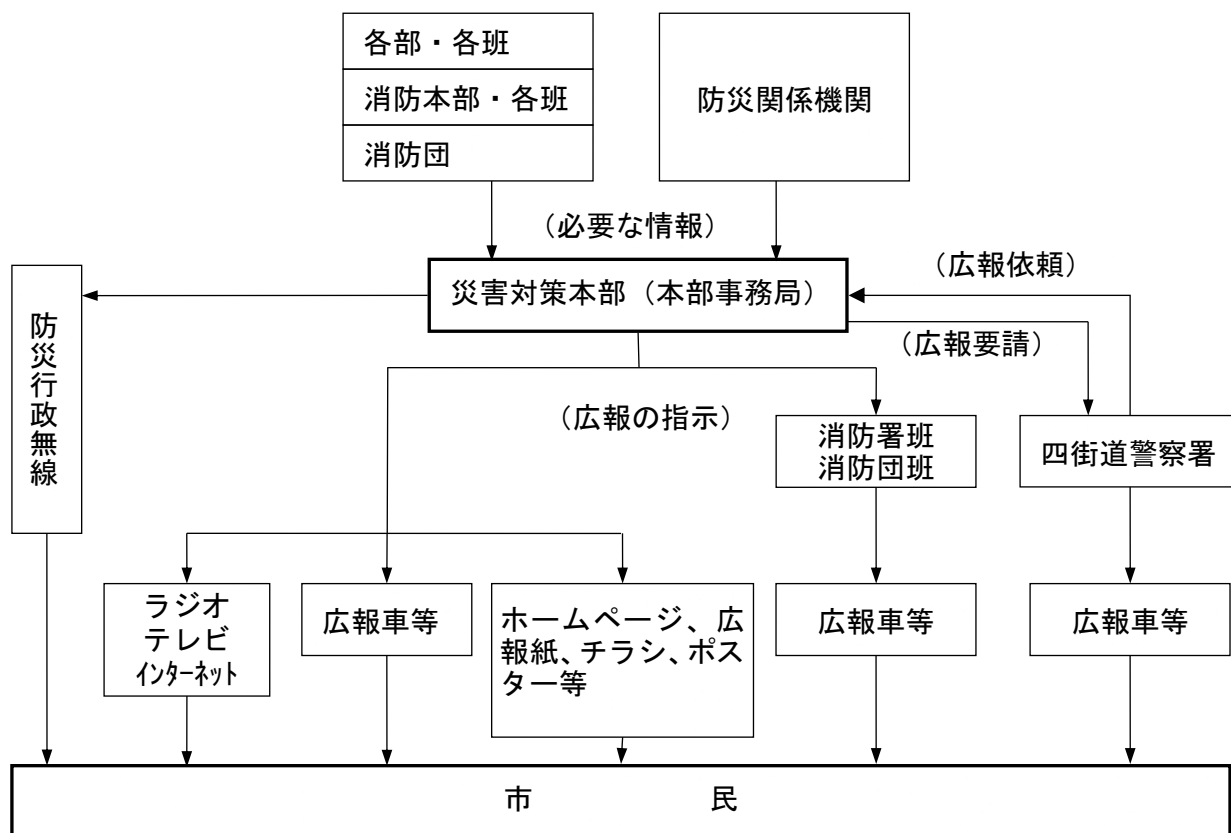 各部・各班
消防本部・各班
消防団
防災関係機関
（必要な情報）
災害対策本部（本部事務局）
（広報依頼）
（広報要請）
防災行政無線
（広報の指示）
消防署班
消防団班
四街道警察署
ラジオ
テレビ
ｲﾝﾀｰﾈｯﾄ
広報車等
ホームページ、広
報紙、チラシ、ポス
ター等
広報車等
広報車等
市　　　　民